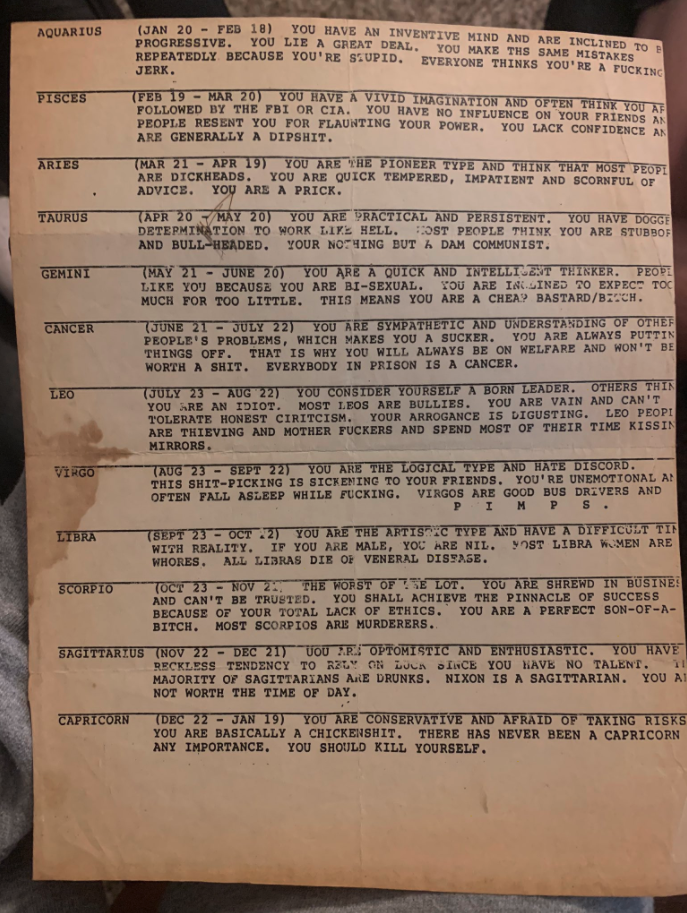 AQUARIUS (JAN 20 - FEB 18) YOU HAVE AN INVENTIVE MIND AND ARE INCLINED TO B
PROGRESSIVE. YOU LIE A GREAT DEAL. YOU MAKE THS SAME MISTAKES
REPEATEDLY BECAUSE YOU'RE STUPID. EVERYONE THINKS YOU'RE A FUCKING
JERK.
PISCES (FEB 19 - MAR 20) YOU HAVE A VIVID IMAGINATION AND OFTEN THINK YOU AR
FOLLOWED BY THE FBI OR CIA. YOU HAVE NO INFLUENCE ON YOUR FRIENDS AN
PEOPLE RESENT YOU FOR FLAUNTING YOUR POWER. YOU LACK CONFIDENCE AN
ARE GENERALLY A DIPSHIT.
ARIES (MAR 21 - APR 19) YOU ARE THE PIONEER TYPE AND THINK THAT MOST PEOPL
ARE DICKHEADS. YOU ARE QUICK TEMPERED, IMPATIENT AND SCORNFUL OF
ADVICE. YOU ARE A PRICK.
TAURUS (APR 20 - MAY 20) YOU ARE PRACTICAL AND PERSISTENT. YOU HAVE DOGGE
DETERMINATION TO WORK LIKE HELL. MOST PEOPLE THINK YOU ARE STUBBOR
AND BULL-HEADED. YOUR NOTHING BUT A DAM COMMUNIST.
GEMINI (MAY 21 - JUNE 20) YOU ARE A QUICK AND INTELLIGENT THINKER. PEOPL
LIKE YOU BECAUSE YOU ARE BI-SEXUAL. YOU ARE INCLINED TO EXPECT TOO
MUCH FOR TOO LITTLE. THIS MEANS YOU ARE A CHEAP BASTARD/BITCH.
CANCER (JUNE 21 - JULY 22) YOU ARE SYMPATHETIC AND UNDERSTANDING OF OTHER
PEOPLE'S PROBLEMS, WHICH MAKES YOU A SUCKER. YOU ARE ALWAYS PUTTIN
THINGS OFF. THAT IS WHY YOU WILL ALWAYS BE ON WELFARE AND WON'T BE
WORTH A SHIT. EVERYBODY IN PRISON IS A CANCER.
LEO (JULY 23 - AUG 22) YOU CONSIDER YOURSELF A BORN LEADER. OTHERS THIN
YOU ARE AN IDIOT. MOST LEOS ARE BULLIES. YOU ARE VAIN AND CAN'T
TOLERATE HONEST CIRITCISM. YOUR ARROGANCE IS DIGUSTING. LEO PEOPL
ARE THIEVING AND MOTHER FUCKERS AND SPEND MOST OF THEIR TIME KISSIN
MIRRORS.
VIRGO (AUG 23 - SEPT 22) YOU ARE THE LOGICAL TYPE AND HATE DISCORD.
THIS SHIT-PICKING IS SICKENING TO YOUR FRIENDS. YOU'RE UNEMOTIONAL AN
OFTEN FALL ASLEEP WHILE FUCKING. VIRGOS ARE GOOD BUS DRIVERS AND
P I M P S .
LIBRA (SEPT 23 - OCT 22) YOU ARE THE ARTISTIC TYPE AND HAVE A DIFFICULT TIM
WITH REALITY. IF YOU ARE MALE, YOU ARE NIL. MOST LIBRA WOMEN ARE
WHORES. ALL LIBRAS DIE OF VENERAL DISEASE.
SCORPIO (OCT 23 - NOV 21) THE WORST OF THE LOT. YOU ARE SHREWD IN BUSINES
AND CAN'T BE TRUSTED. YOU SHALL ACHIEVE THE PINNACLE OF SUCCESS
BECAUSE OF YOUR TOTAL LACK OF ETHICS. YOU ARE A PERFECT SON-OF-A-
BITCH. MOST SCORPIOS ARE MURDERERS.
SAGITTARIUS (NOV 22 - DEC 21) UOU ARE OPTOMISTIC AND ENTHUSIASTIC. YOU HAVE
RECKLESS TENDENCY TO RELY ON LUCK SINCE YOU HAVE NO TALENT.
MAJORITY OF SAGITTARIANS ARE DRUNKS. NIXON IS A SAGITTARIAN. YOU A
NOT WORTH THE TIME OF DAY.
CAPRICORN (DEC 22 - JAN 19) YOU ARE CONSERVATIVE AND AFRAID OF TAKING RISKS
YOU ARE BASICALLY A CHICKENSHIT. THERE HAS NEVER BEEN A CAPRICORN
ANY IMPORTANCE. YOU SHOULD KILL YOURSELF.